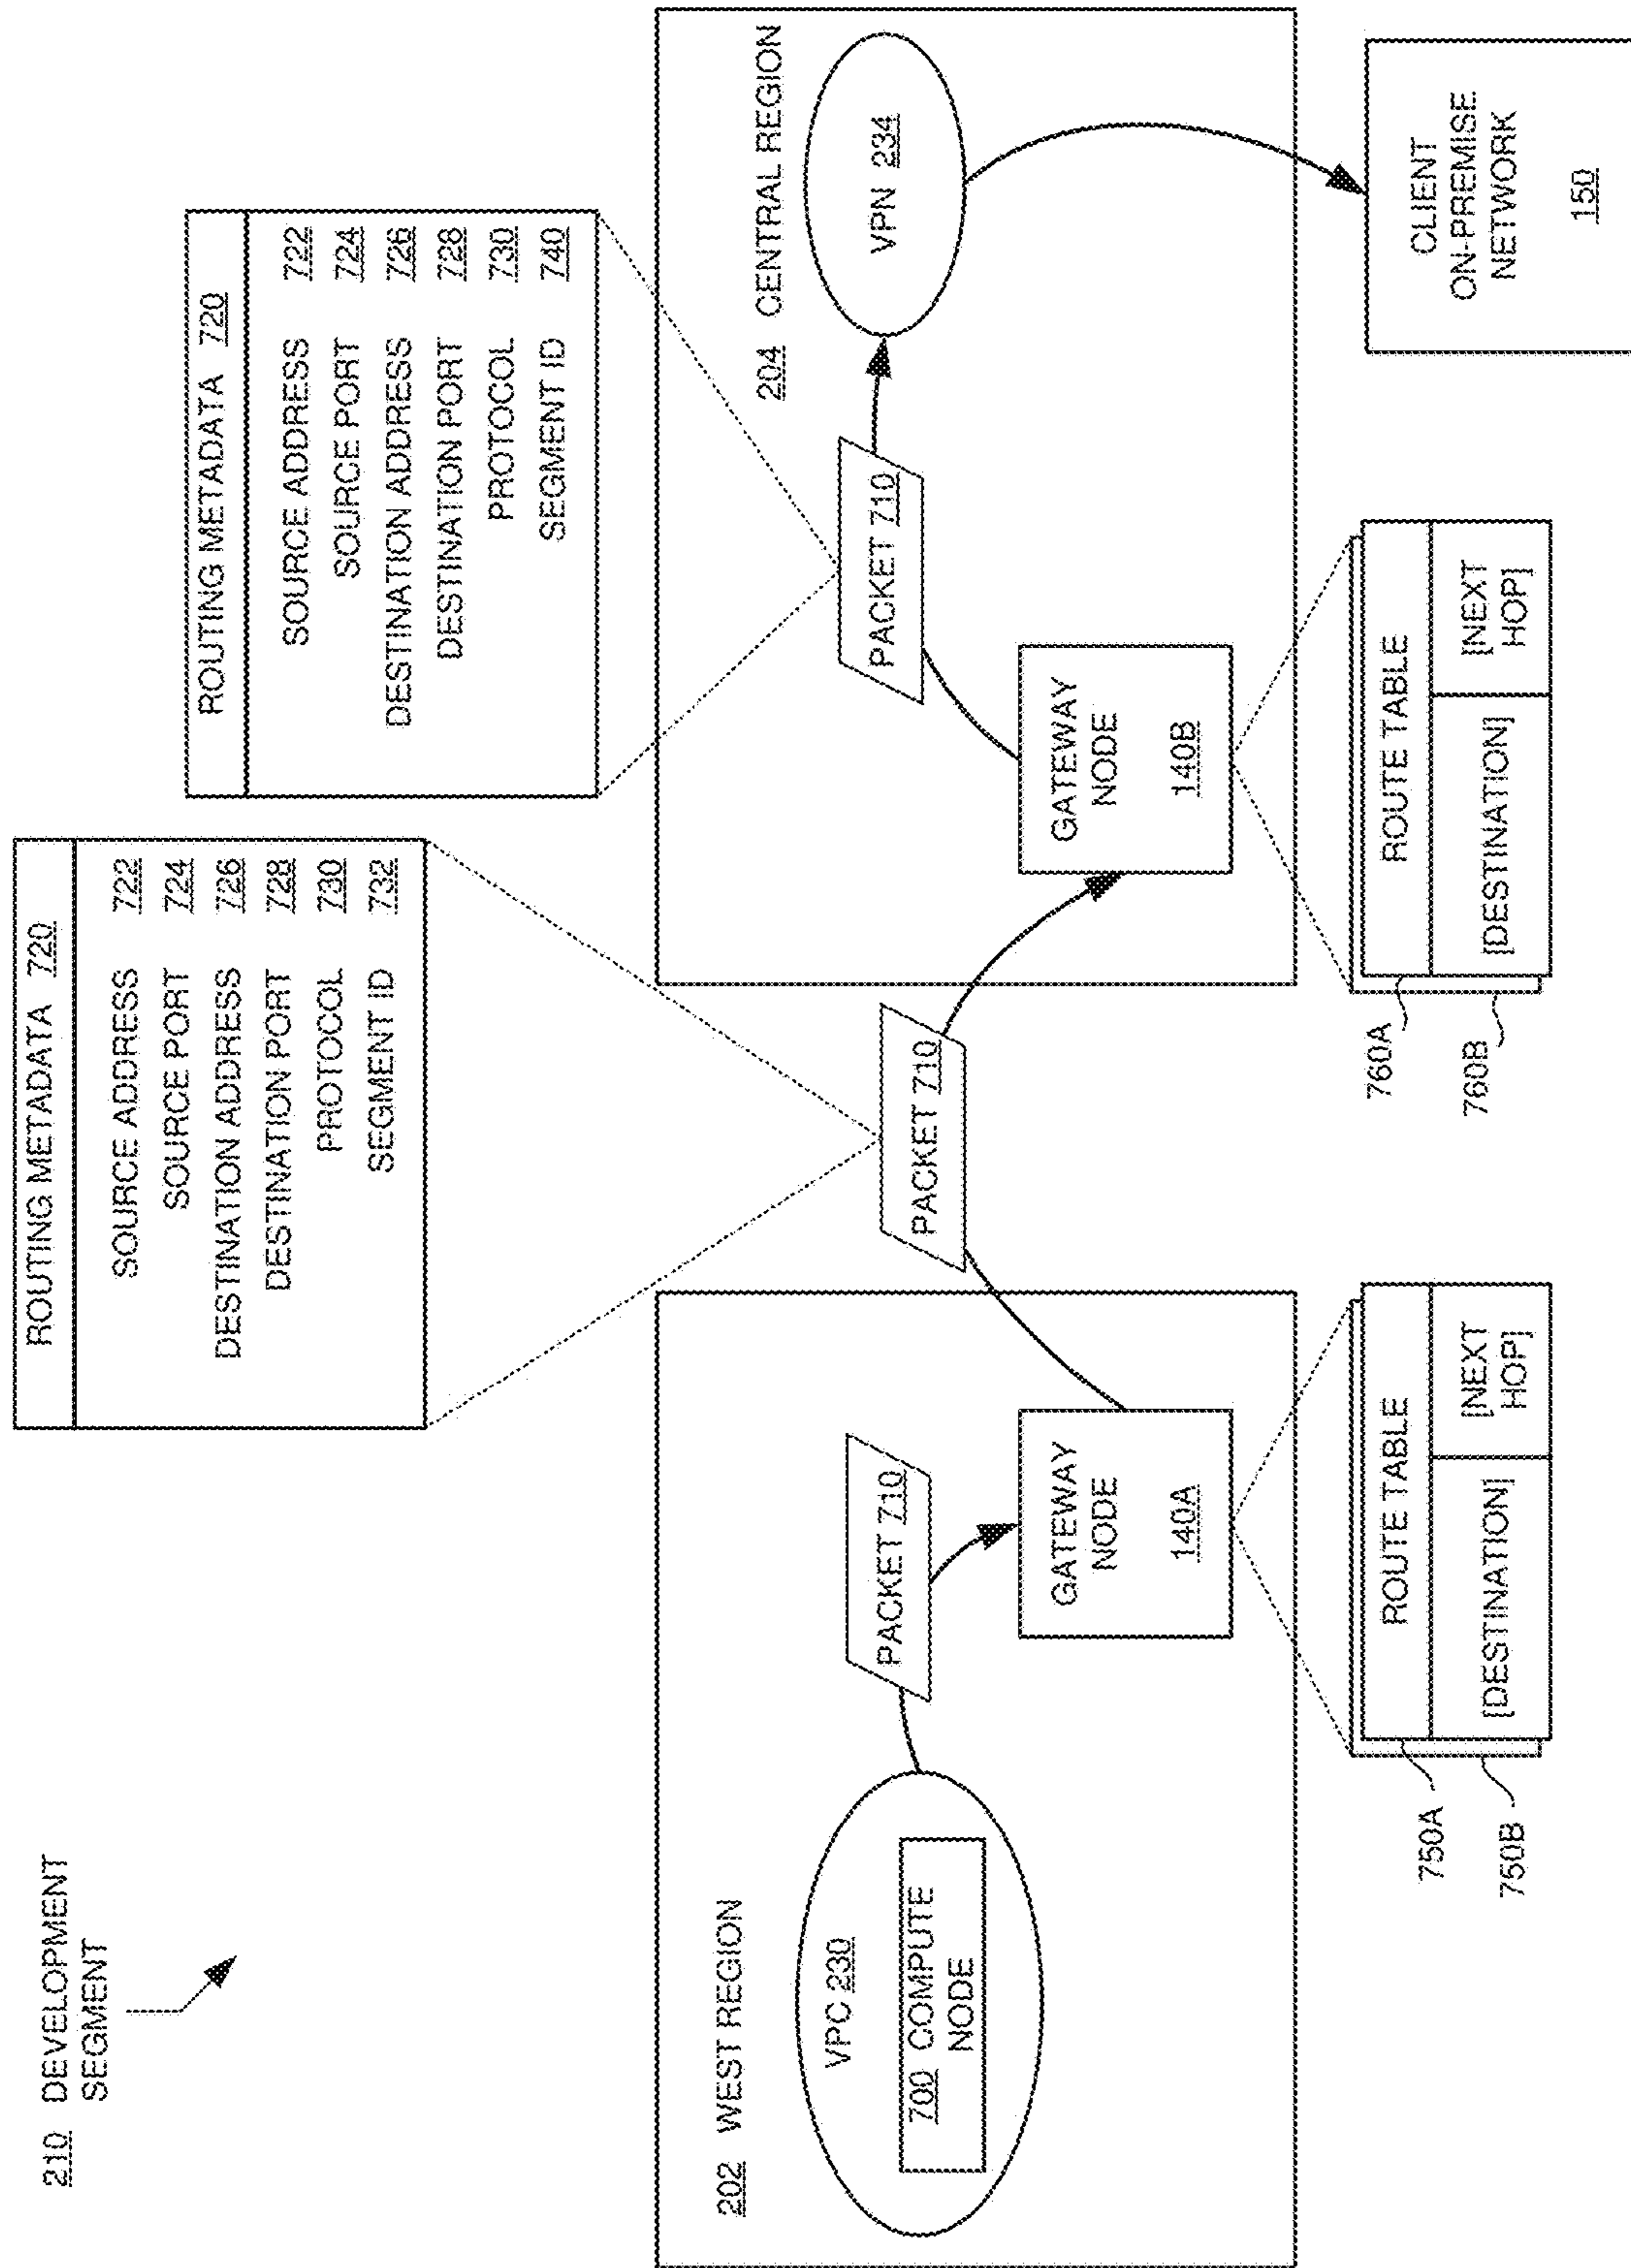 210 DEVELOPMENT
SEGMENT
ROUTING METADATA 720
SOURCE ADDRESS 722
SOURCE PORT 724
DESTINATION ADDRESS 726
DESTINATION PORT 728
PROTOCOL 730
SEGMENT ID 732
ROUTING METADATA 720
SOURCE ADDRESS 722
SOURCE PORT 724
DESTINATION ADDRESS 726
DESTINATION PORT 728
PROTOCOL 730
SEGMENT ID 740
202 WEST REGION
VPC 230
700 COMPUTE
NODE
PACKET 710
GATEWAY
NODE
140A
PACKET 710
204 CENTRAL REGION
PACKET 710
VPN 234
GATEWAY
NODE
140B
ROUTE TABLE
[DESTINATION]
[NEXT
HOP]
750A
750B
ROUTE TABLE
[DESTINATION]
[NEXT
HOP]
760A
760B
CLIENT
ON-PREMISE
NETWORK
150